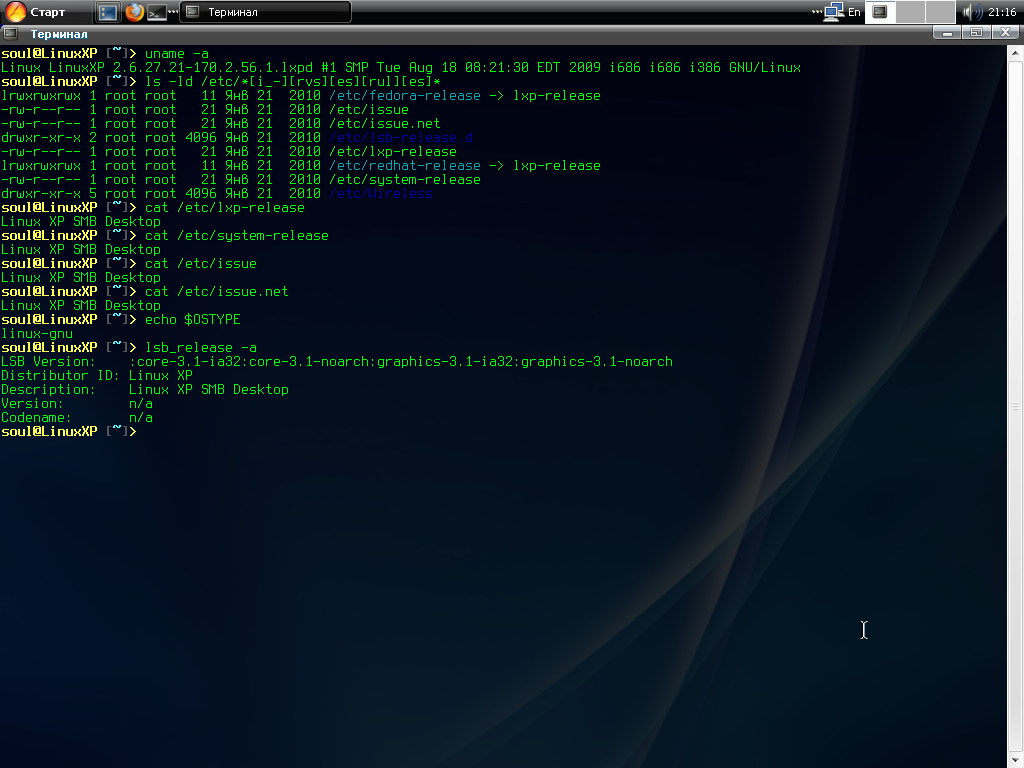 Старт Терминал En 21:16
Терминал
soul@LinuxXP [~]> uname -a
Linux LinuxXP 2.6.27.21-170.2.56.1.lxpd #1 SMP Tue Aug 18 08:21:30 EDT 2009 i686 i686 i386 GNU/Linux
soul@LinuxXP [~]> ls -ld /etc/*[i_-][rvs][es][rul][es]*
lrwxrwxrwx 1 root root   11 Янв 21  2010 /etc/fedora-release -> lxp-release
-rw-r--r-- 1 root root   21 Янв 21  2010 /etc/issue
-rw-r--r-- 1 root root   21 Янв 21  2010 /etc/issue.net
drwxr-xr-x 2 root root 4096 Янв 21  2010 /etc/lsb-release.d
-rw-r--r-- 1 root root   21 Янв 21  2010 /etc/lxp-release
lrwxrwxrwx 1 root root   11 Янв 21  2010 /etc/redhat-release -> lxp-release
-rw-r--r-- 1 root root   21 Янв 21  2010 /etc/system-release
drwxr-xr-x 5 root root 4096 Янв 21  2010 /etc/Wireless
soul@LinuxXP [~]> cat /etc/lxp-release
Linux XP SMB Desktop
soul@LinuxXP [~]> cat /etc/system-release
Linux XP SMB Desktop
soul@LinuxXP [~]> cat /etc/issue
Linux XP SMB Desktop
soul@LinuxXP [~]> cat /etc/issue.net
Linux XP SMB Desktop
soul@LinuxXP [~]> echo $OSTYPE
linux-gnu
soul@LinuxXP [~]> lsb_release -a
LSB Version:    :core-3.1-ia32:core-3.1-noarch:graphics-3.1-ia32:graphics-3.1-noarch
Distributor ID: Linux XP
Description:    Linux XP SMB Desktop
Version:        n/a
Codename:       n/a
soul@LinuxXP [~]>